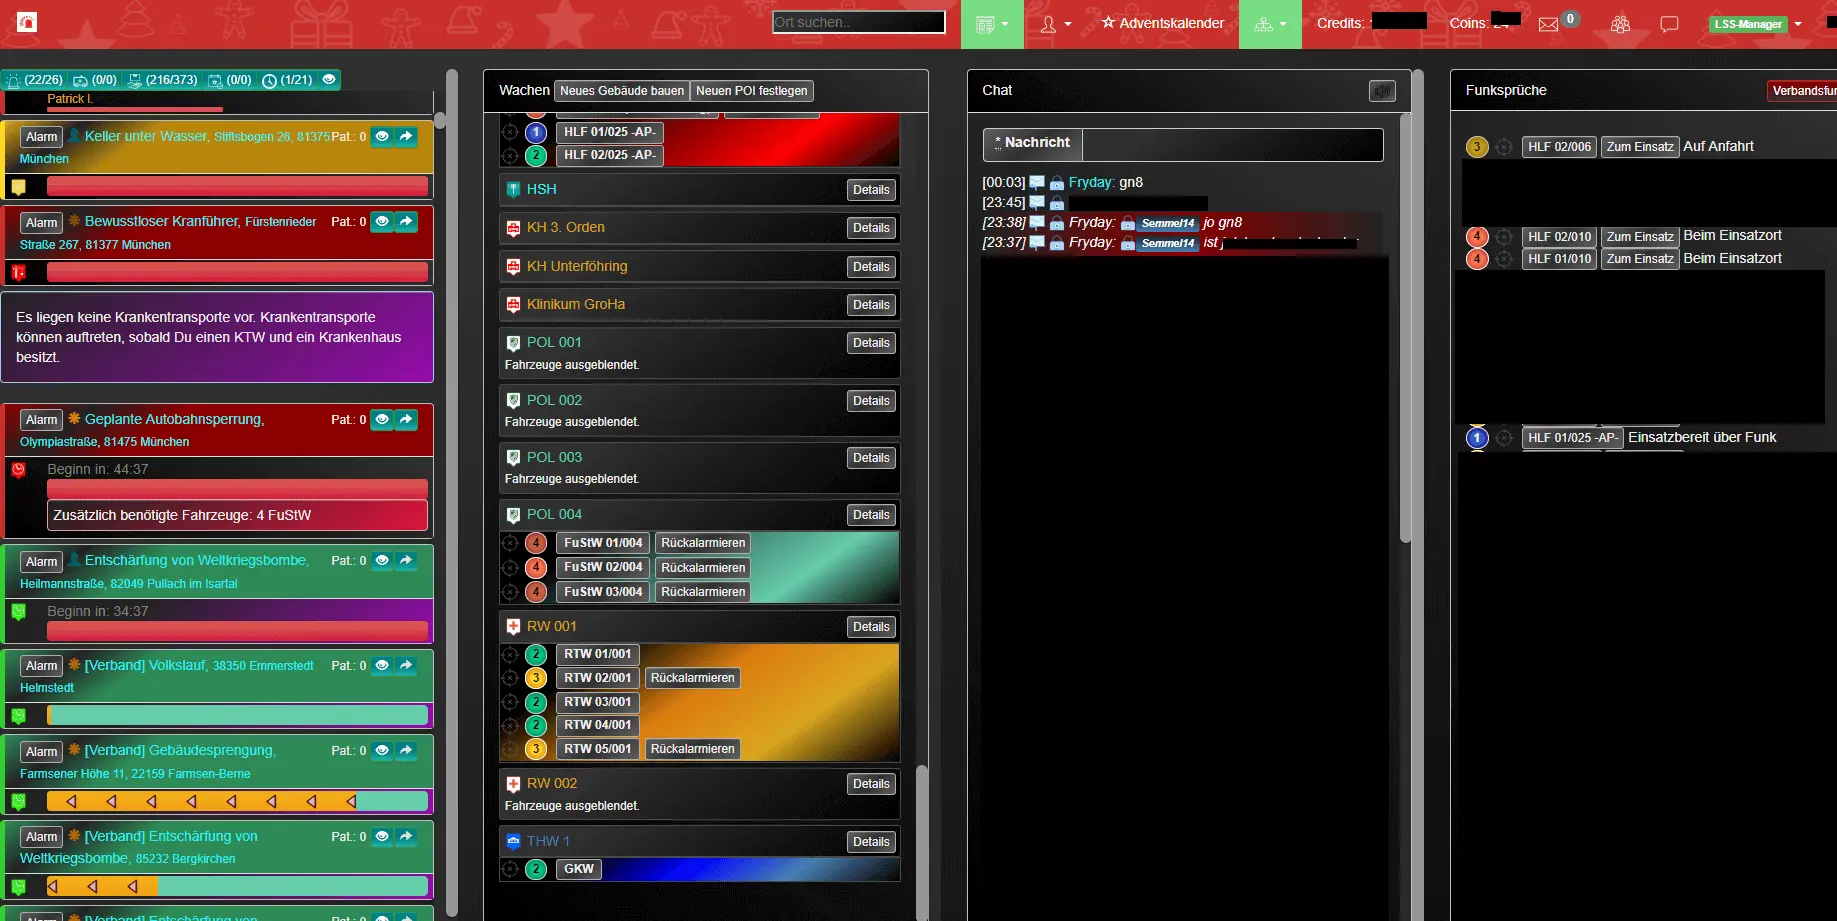 Ort suchen..
Adventskalender
Credits:
Coins:
0
LSS-Manager
(22/26) (0/0) (216/373) (0/0) (1/21)
Patrick I.
Alarm Keller unter Wasser, Stiftsbogen 26, 81375 Pat.: 0
München
Alarm Bewusstloser Kranführer, Fürstenrieder Pat.: 0
Straße 267, 81377 München
Es liegen keine Krankentransporte vor. Krankentransporte
können auftreten, sobald Du einen KTW und ein Krankenhaus
besitzt.
Alarm Geplante Autobahnsperrung, Pat.: 0
Olympiastraße, 81475 München
Beginn in: 44:37
Zusätzlich benötigte Fahrzeuge: 4 FuStW
Alarm Entschärfung von Weltkriegsbombe, Pat.: 0
Heilmannstraße, 82049 Pullach im Isartal
Beginn in: 34:37
Alarm [Verband] Volkslauf, 38350 Emmerstedt Pat.: 0
Helmstedt
Alarm [Verband] Gebäudesprengung, Pat.: 0
Farmsener Höhe 11, 22159 Farmsen-Berne
Alarm [Verband] Entschärfung von Pat.: 0
Weltkriegsbombe, 85232 Bergkirchen
Alarm [Verband] Entschärfung von Pat.: 0
Wachen Neues Gebäude bauen Neuen POI festlegen
1 HLF 01/025 -AP-
2 HLF 02/025 -AP-
HSH Details
KH 3. Orden Details
KH Unterföhring Details
Klinikum GroHa Details
POL 001 Details
Fahrzeuge ausgeblendet.
POL 002 Details
Fahrzeuge ausgeblendet.
POL 003 Details
Fahrzeuge ausgeblendet.
POL 004 Details
4 FuStW 01/004 Rückalarmieren
4 FuStW 02/004 Rückalarmieren
4 FuStW 03/004 Rückalarmieren
RW 001 Details
2 RTW 01/001
3 RTW 02/001 Rückalarmieren
2 RTW 03/001
2 RTW 04/001
3 RTW 05/001 Rückalarmieren
RW 002 Details
Fahrzeuge ausgeblendet.
THW 1 Details
2 GKW
Chat
* Nachricht
[00:03] Fryday: gn8
[23:45]
[23:38] Fryday: Semmel14 jo gn8
[23:37] Fryday: Semmel14 ist
Funksprüche
3 HLF 02/006 Zum Einsatz Auf Anfahrt
4 HLF 02/010 Zum Einsatz Beim Einsatzort
4 HLF 01/010 Zum Einsatz Beim Einsatzort
1 HLF 01/025 -AP- Einsatzbereit über Funk